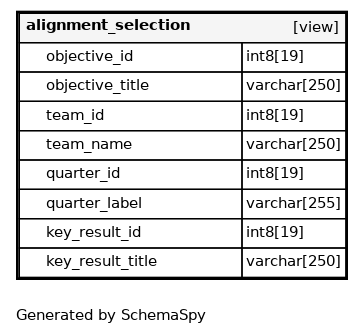 alignment_selection [view]
objective_id int8[19]
objective_title varchar[250]
team_id int8[19]
team_name varchar[250]
quarter_id int8[19]
quarter_label varchar[255]
key_result_id int8[19]
key_result_title varchar[250]
Generated by SchemaSpy